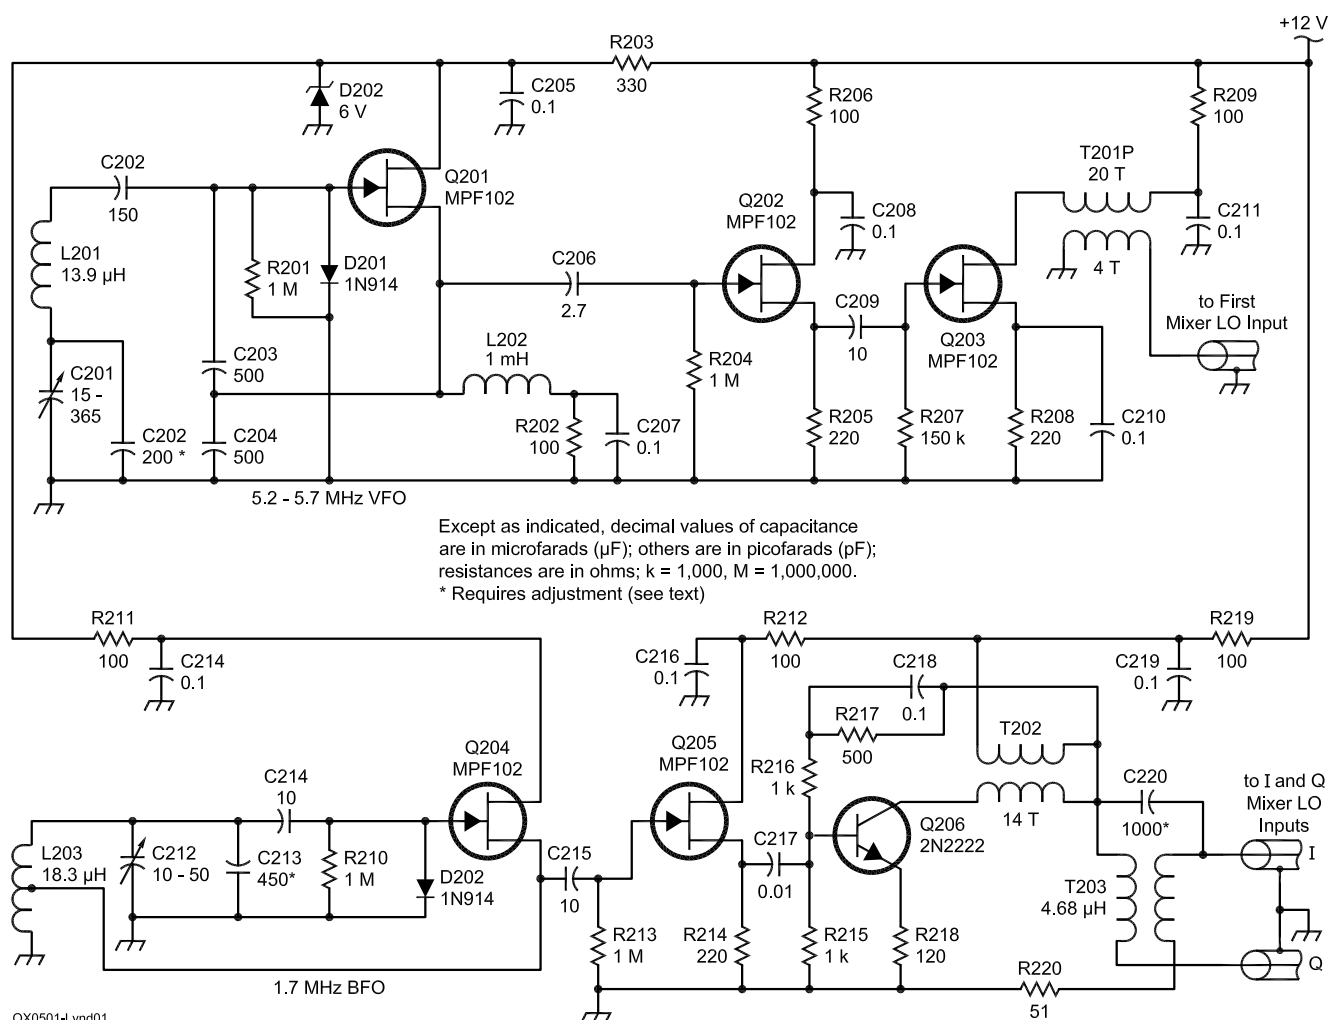 +12 V
R203
330
D202
6 V
C205
0.1
R206
100
R209
100
C202
150
Q201
MPF102
T201P
20 T
4 T
Q202
MPF102
C208
0.1
C211
0.1
L201
13.9 µH
R201
1 M
D201
1N914
C206
2.7
C209
10
Q203
MPF102
to First
Mixer LO Input
L202
1 mH
R204
1 M
C203
500
C201
15 -
365
C202
200 *
C204
500
R202
100
C207
0.1
R205
220
R207
150 k
R208
220
C210
0.1
5.2 - 5.7 MHz VFO
Except as indicated, decimal values of capacitance
are in microfarads (µF); others are in picofarads (pF);
resistances are in ohms; k = 1,000, M = 1,000,000.
* Requires adjustment (see text)
R211
100
C214
0.1
C216
0.1
R212
100
C218
0.1
C219
0.1
R219
100
R217
500
T202
14 T
Q204
MPF102
Q205
MPF102
R216
1 k
C214
10
Q206
2N2222
C220
1000*
to I and Q
Mixer LO
Inputs
I
L203
18.3 µH
C212
10 - 50
C213
450*
R210
1 M
D202
1N914
C215
10
C217
0.01
T203
4.68 µH
R213
1 M
R214
220
R215
1 k
R218
120
R220
51
Q
1.7 MHz BFO
QX0501-Lynd01